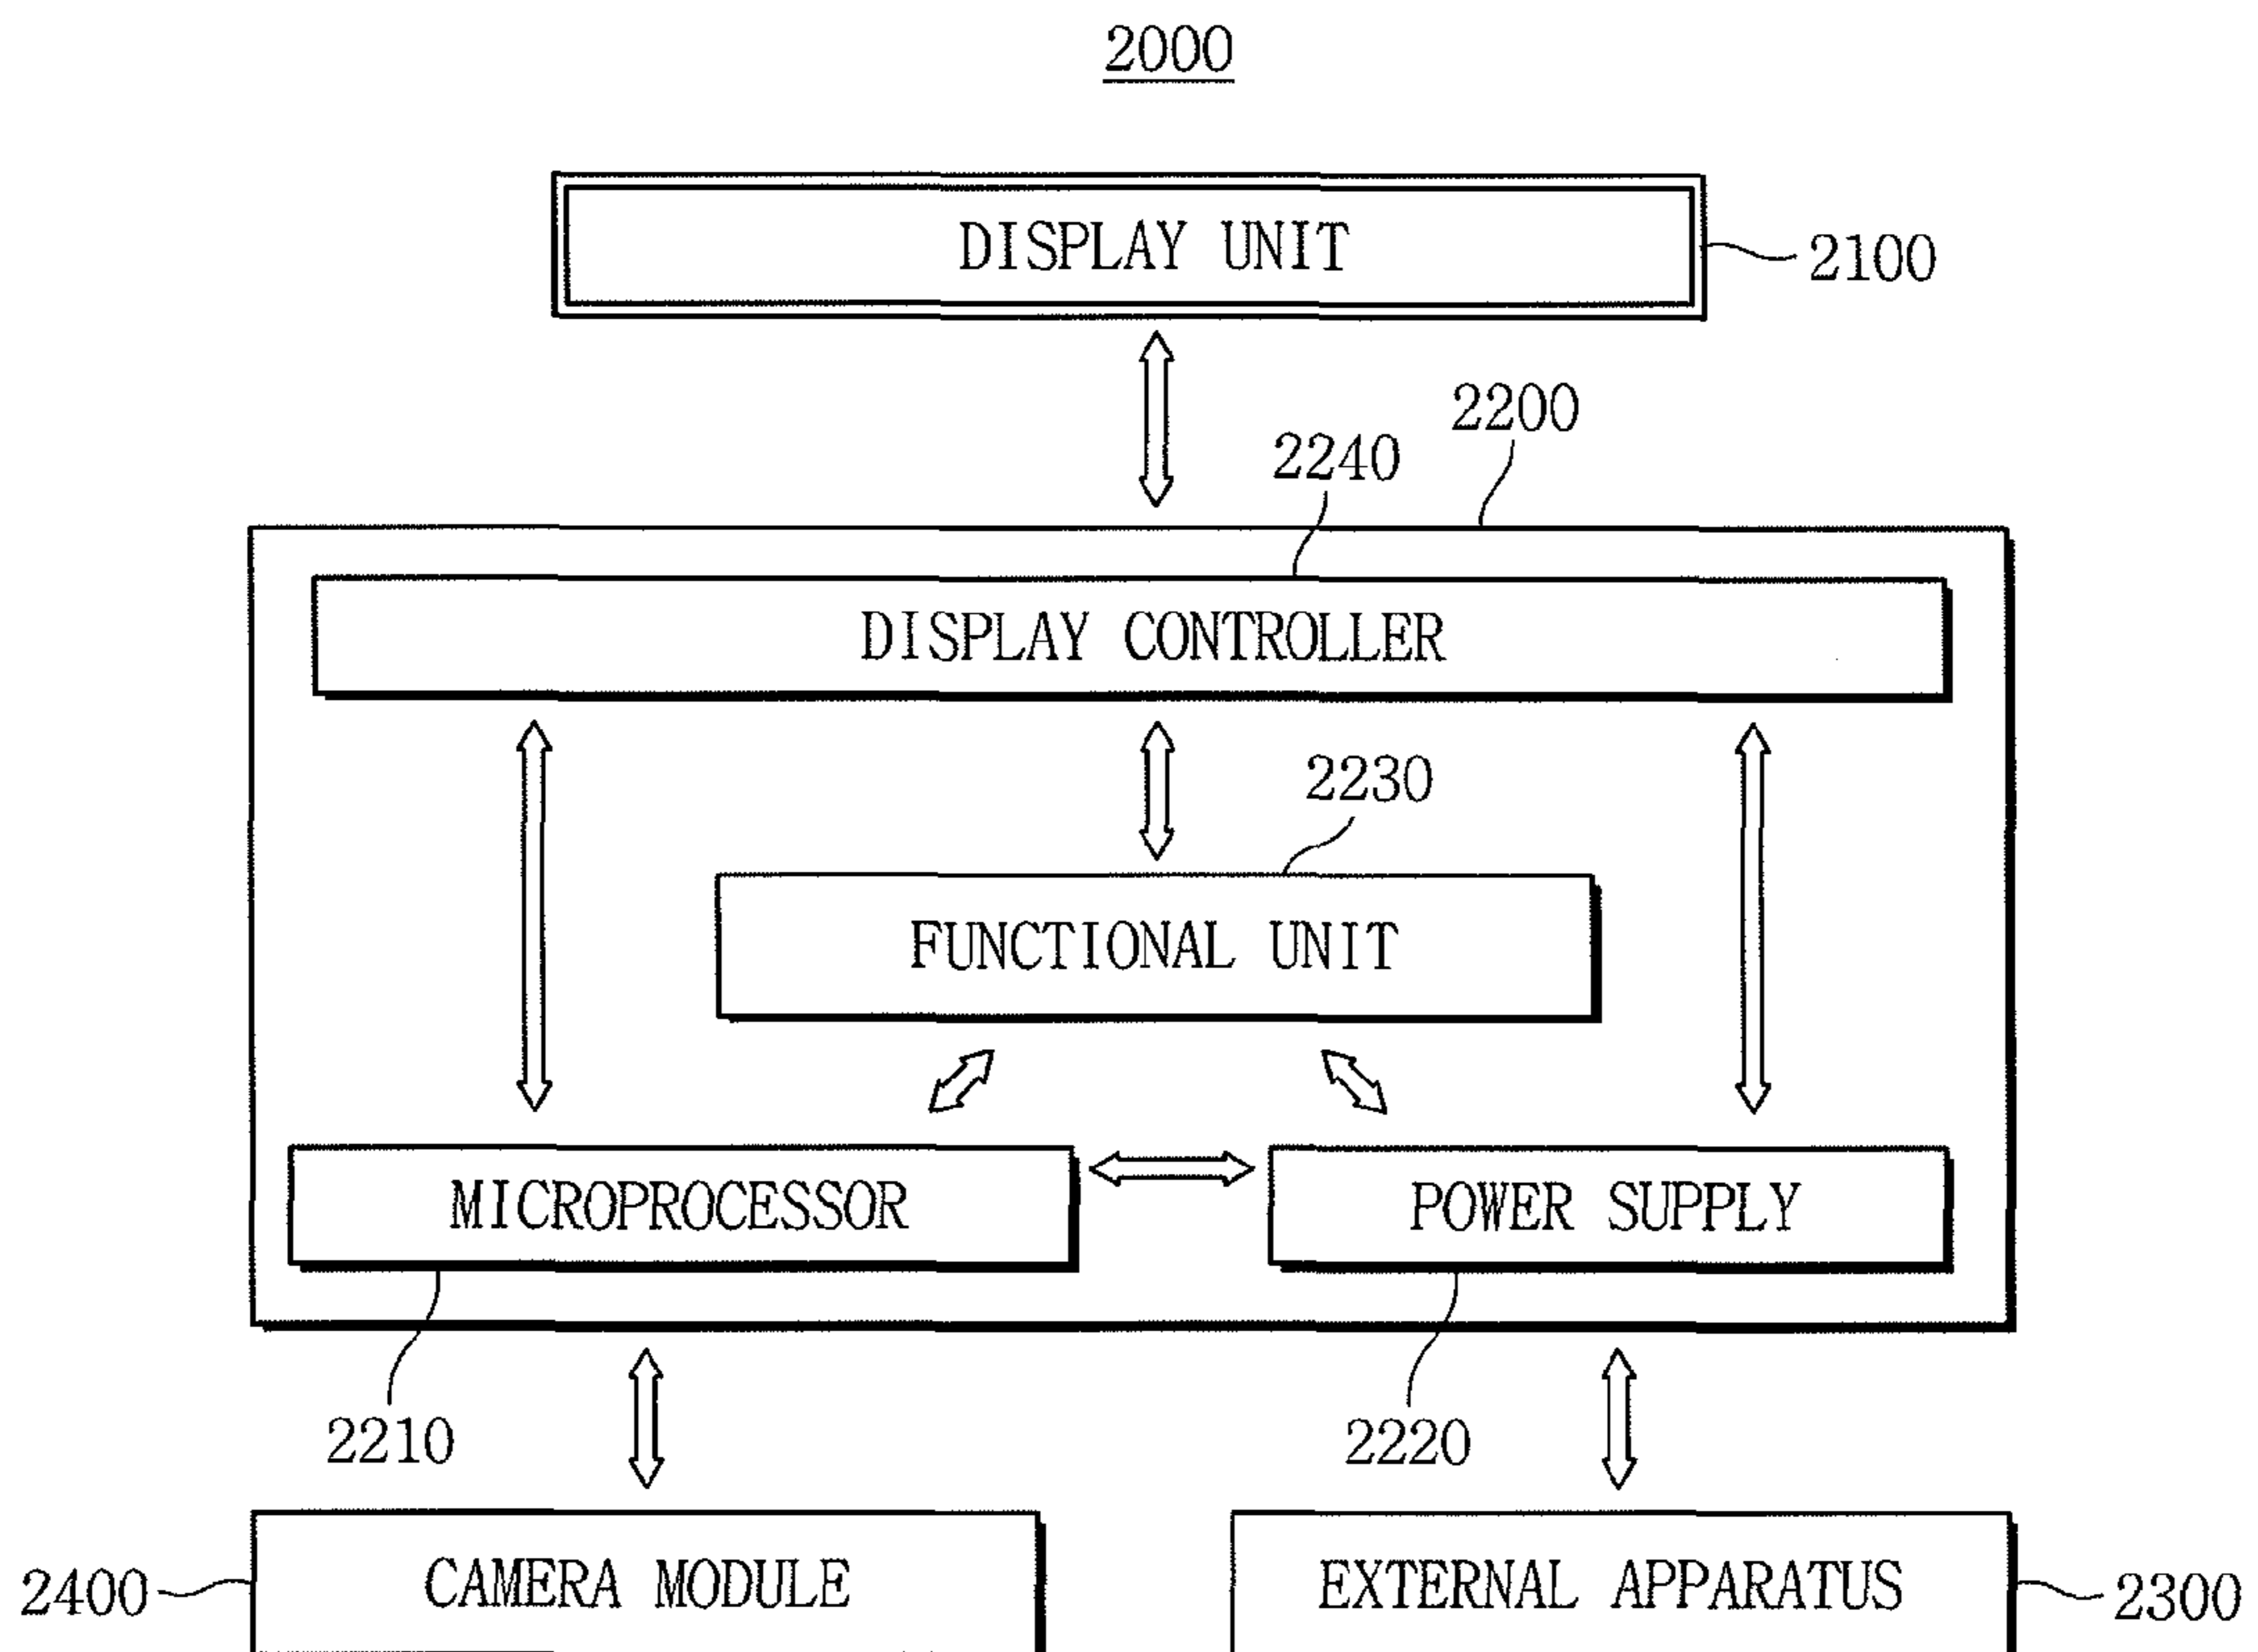 2000
DISPLAY UNIT
2100
2200
2240
DISPLAY CONTROLLER
2230
FUNCTIONAL UNIT
MICROPROCESSOR
POWER SUPPLY
2210
2220
2400
CAMERA MODULE
EXTERNAL APPARATUS
2300